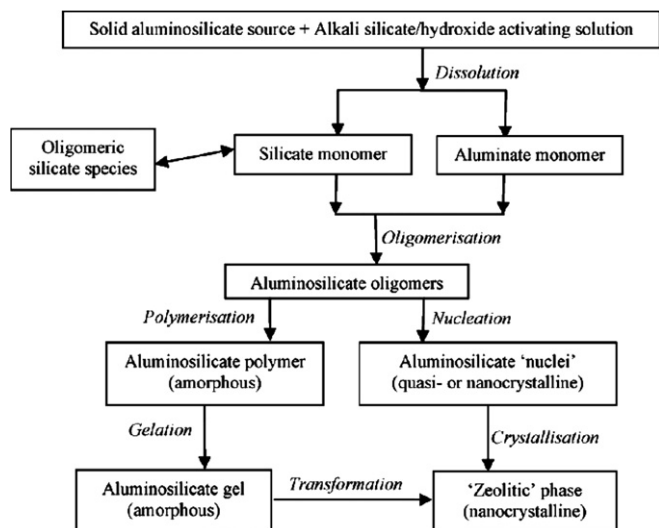 Solid aluminosilicate source + Alkali silicate/hydroxide activating solution
Dissolution
Oligomeric
silicate species
Silicate monomer
Aluminate monomer
Oligomerisation
Aluminosilicate oligomers
Polymerisation
Nucleation
Aluminosilicate polymer
(amorphous)
Aluminosilicate ‘nuclei’
(quasi- or nanocrystalline)
Gelation
Crystallisation
Aluminosilicate gel
(amorphous)
Transformation
‘Zeolitic’ phase
(nanocrystalline)